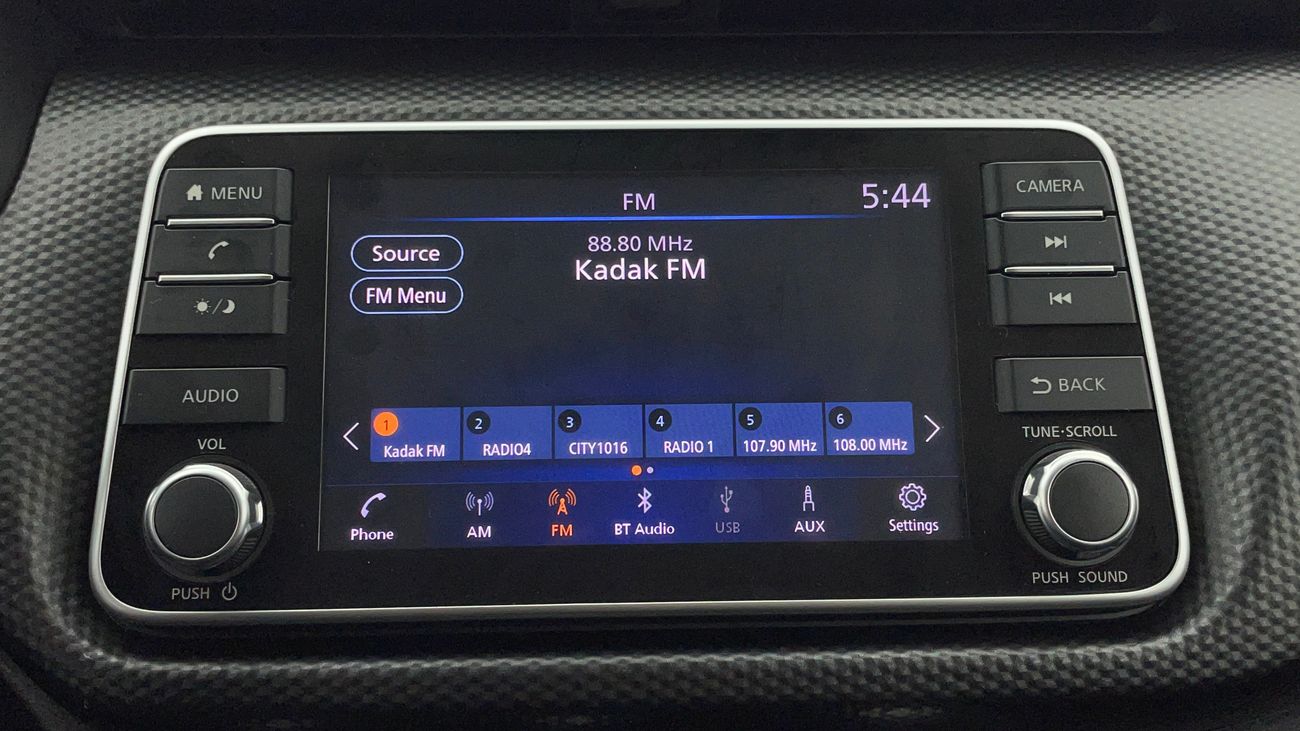 MENU
AUDIO
VOL
PUSH
FM
5:44
88.80 MHz
Kadak FM
Source
FM Menu
1
Kadak FM
2
RADIO4
3
CITY1016
4
RADIO 1
5
107.90 MHz
6
108.00 MHz
Phone
AM
FM
BT Audio
USB
AUX
Settings
CAMERA
BACK
TUNE·SCROLL
PUSH SOUND